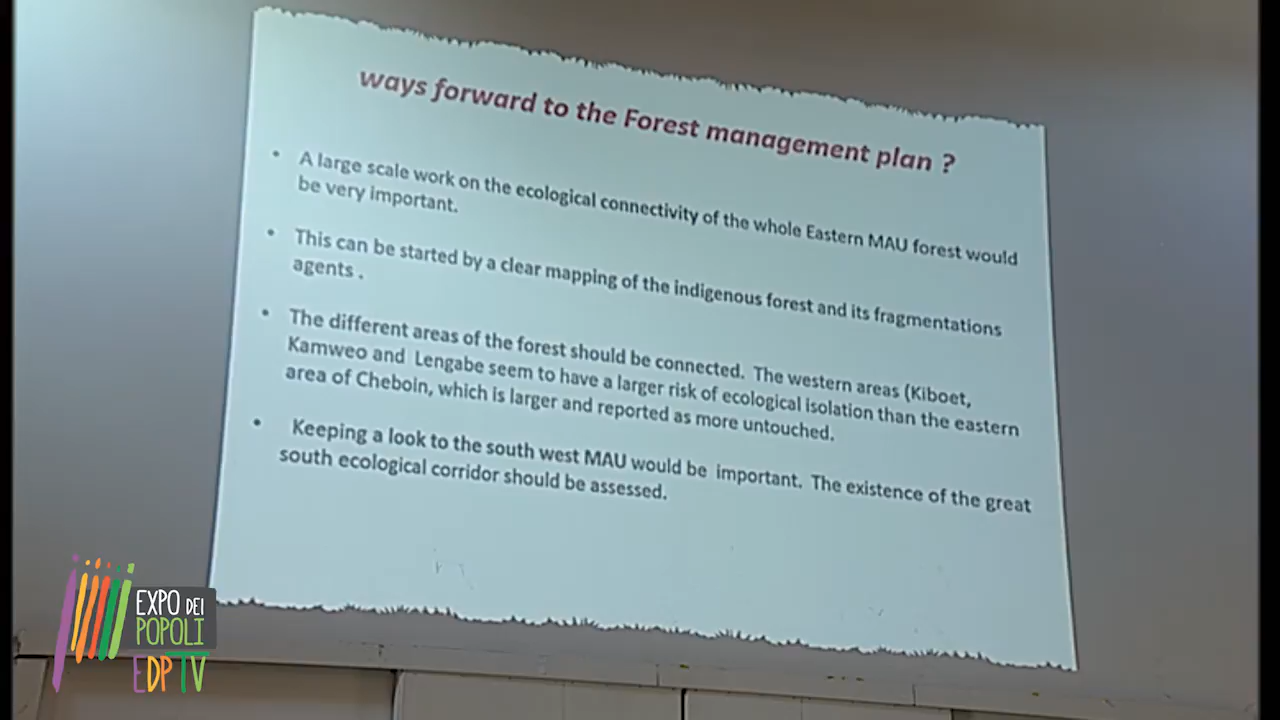 ways forward to the Forest management plan ?
• A large scale work on the ecological connectivity of the whole Eastern MAU forest would
be very important.
• This can be started by a clear mapping of the indigenous forest and its fragmentations
agents .
• The different areas of the forest should be connected. The western areas (Kiboet,
Kamweo and Lengabe seem to have a larger risk of ecological isolation than the eastern
area of Cheboin, which is larger and reported as more untouched.
• Keeping a look to the south west MAU would be important. The existence of the great
south ecological corridor should be assessed.
EXPO DEI
POPOLI
EDPTV